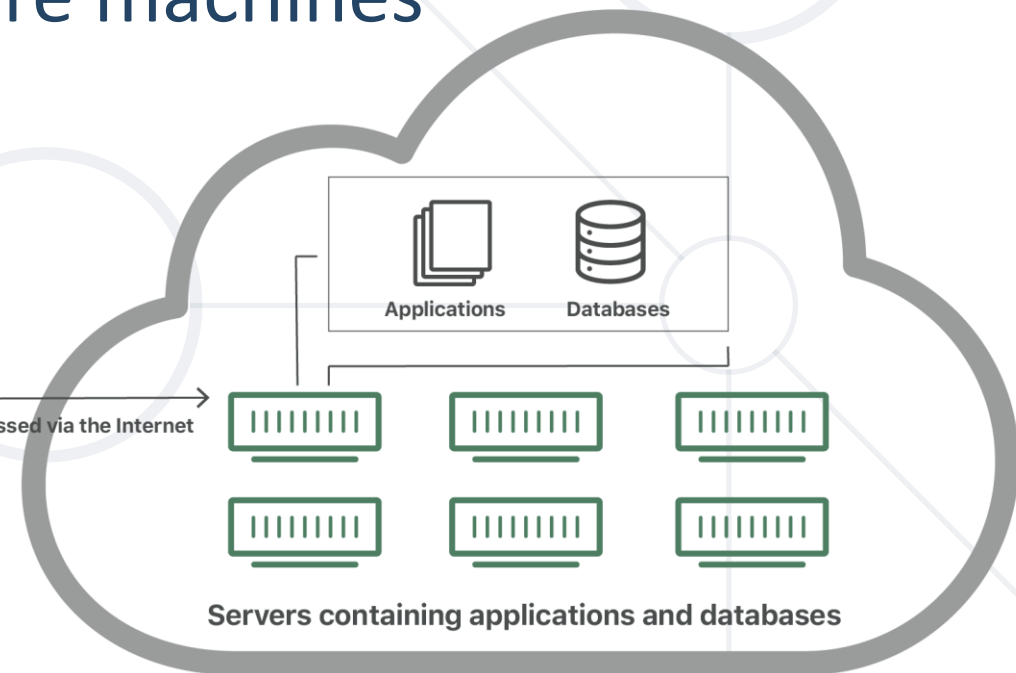 re machines
Applications
Databases
ssed via the Internet
Servers containing applications and databases